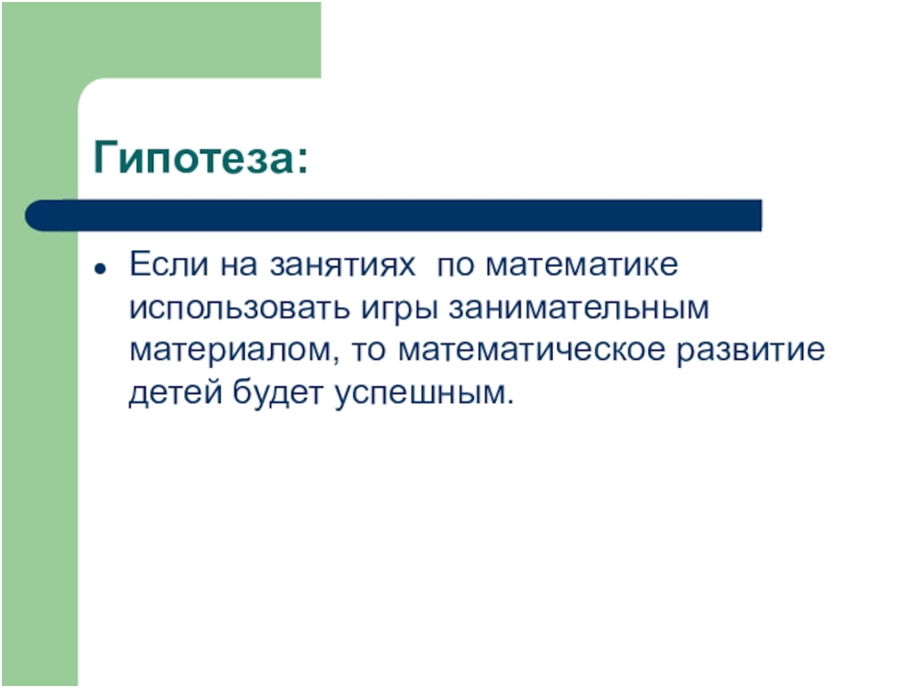 Гипотеза:
Если на занятиях по математике
использовать игры занимательным
материалом, то математическое развитие
детей будет успешным.